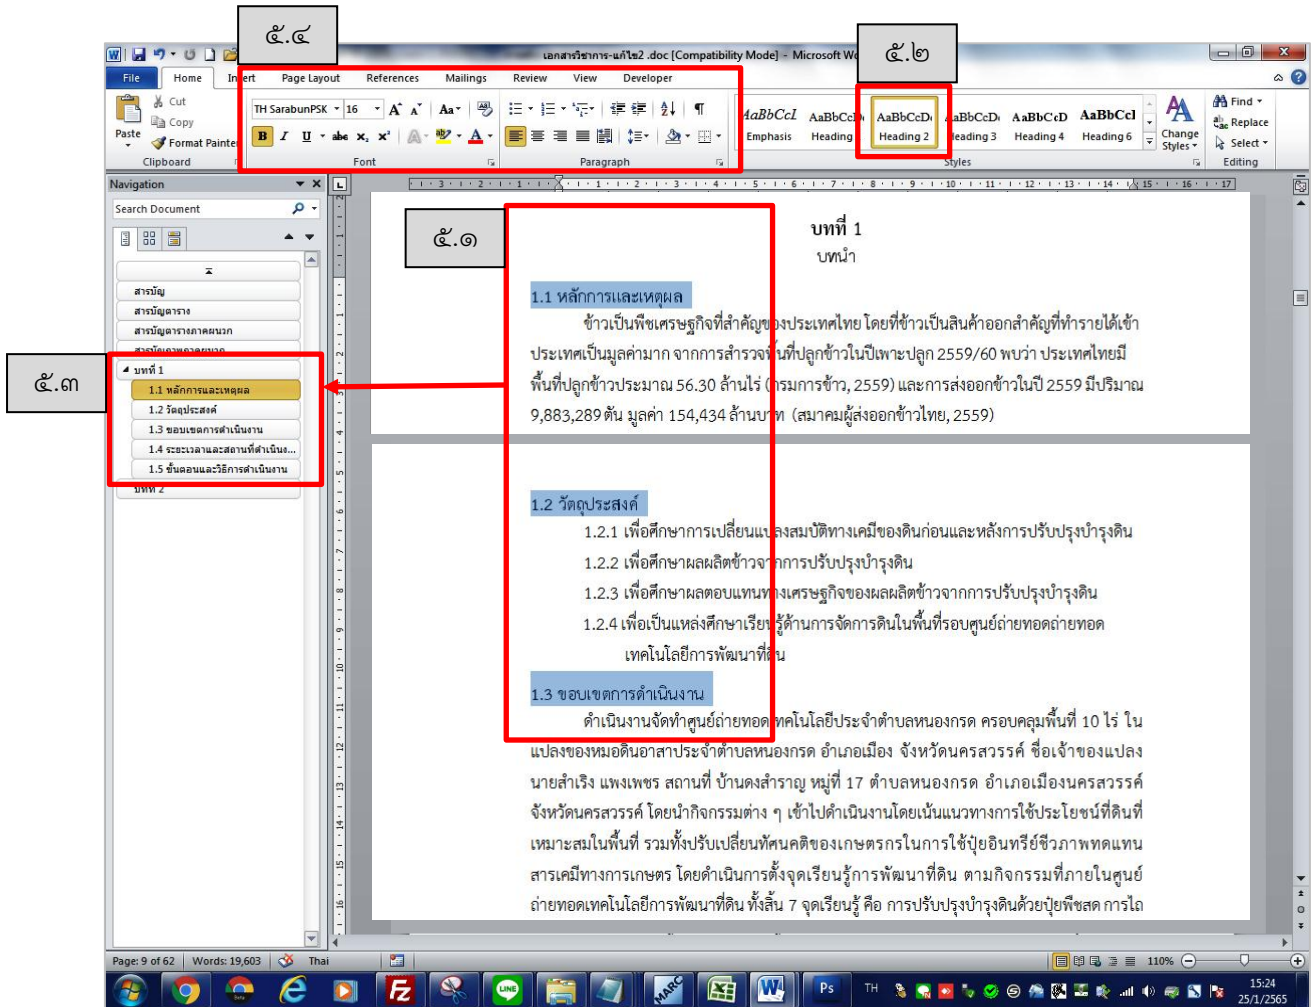 ๕.๔
๕.๒
เอกสารวิชาการ-แก้ไข2 .doc [Compatibility Mode] - Microsoft Wo
File Home Insert Page Layout References Mailings Review View Developer
Cut
Copy
Format Painter
Paste
TH SarabunPSK 16
AaBbCcI AaBbCcD AaBbCcD AaBbCcD AaBbCcD AaBbCcI
Emphasis Heading Heading 2 Heading 3 Heading 4 Heading 6
Change Styles
Find
Replace
Select
Clipboard Font Paragraph Styles Editing
Navigation
Search Document
สารบัญ
สารบัญตาราง
สารบัญตารางภาคผนวก
สารบัญภาพภาคผนวก
๕.๓
บทที่ 1
1.1 หลักการและเหตุผล
1.2 วัตถุประสงค์
1.3 ขอบเขตการดำเนินงาน
1.4 ระยะเวลาและสถานที่ดำเนินง...
1.5 ขั้นตอนและวิธีการดำเนินงาน
บทที่ 2
๕.๑
บทที่ 1
บทนำ
1.1 หลักการและเหตุผล
ข้าวเป็นพืชเศรษฐกิจที่สำคัญของประเทศไทย โดยที่ข้าวเป็นสินค้าออกสำคัญที่ทำรายได้เข้า
ประเทศเป็นมูลค่ามาก จากการสำรวจพื้นที่ปลูกข้าวในปีเพาะปลูก 2559/60 พบว่า ประเทศไทยมี
พื้นที่ปลูกข้าวประมาณ 56.30 ล้านไร่ (กรมการข้าว, 2559) และการส่งออกข้าวในปี 2559 มีปริมาณ
9,883,289 ตัน มูลค่า 154,434 ล้านบาท (สมาคมผู้ส่งออกข้าวไทย, 2559)
1.2 วัตถุประสงค์
1.2.1 เพื่อศึกษาการเปลี่ยนแปลงสมบัติทางเคมีของดินก่อนและหลังการปรับปรุงบำรุงดิน
1.2.2 เพื่อศึกษาผลผลิตข้าวจากการปรับปรุงบำรุงดิน
1.2.3 เพื่อศึกษาผลตอบแทนทางเศรษฐกิจของผลผลิตข้าวจากการปรับปรุงบำรุงดิน
1.2.4 เพื่อเป็นแหล่งศึกษาเรียนรู้ด้านการจัดการดินในพื้นที่รอบศูนย์ถ่ายทอดถ่ายทอด
เทคโนโลยีการพัฒนาที่ดิน
1.3 ขอบเขตการดำเนินงาน
ดำเนินงานจัดทำศูนย์ถ่ายทอดเทคโนโลยีประจำตำบลหนองกรด ครอบคลุมพื้นที่ 10 ไร่ ใน
แปลงของหมอดินอาสาประจำตำบลหนองกรด อำเภอเมือง จังหวัดนครสวรรค์ ชื่อเจ้าของแปลง
นายสำเริง แพงเพชร สถานที่ บ้านดงสำราญ หมู่ที่ 17 ตำบลหนองกรด อำเภอเมืองนครสวรรค์
จังหวัดนครสวรรค์ โดยนำกิจกรรมต่าง ๆ เข้าไปดำเนินงานโดยเน้นแนวทางการใช้ประโยชน์ที่ดินที่
เหมาะสมในพื้นที่ รวมทั้งปรับเปลี่ยนทัศนคติของเกษตรกรในการใช้ปุ๋ยอินทรีย์ชีวภาพทดแทน
สารเคมีทางการเกษตร โดยดำเนินการตั้งจุดเรียนรู้การพัฒนาที่ดิน ตามกิจกรรมที่ภายในศูนย์
ถ่ายทอดเทคโนโลยีการพัฒนาที่ดิน ทั้งสิ้น 7 จุดเรียนรู้ คือ การปรับปรุงบำรุงดินด้วยปุ๋ยพืชสด การไถ
Page: 9 of 62 Words: 19,603 Thai 110%
LINE MARC Ps TH 15:24
25/1/2565